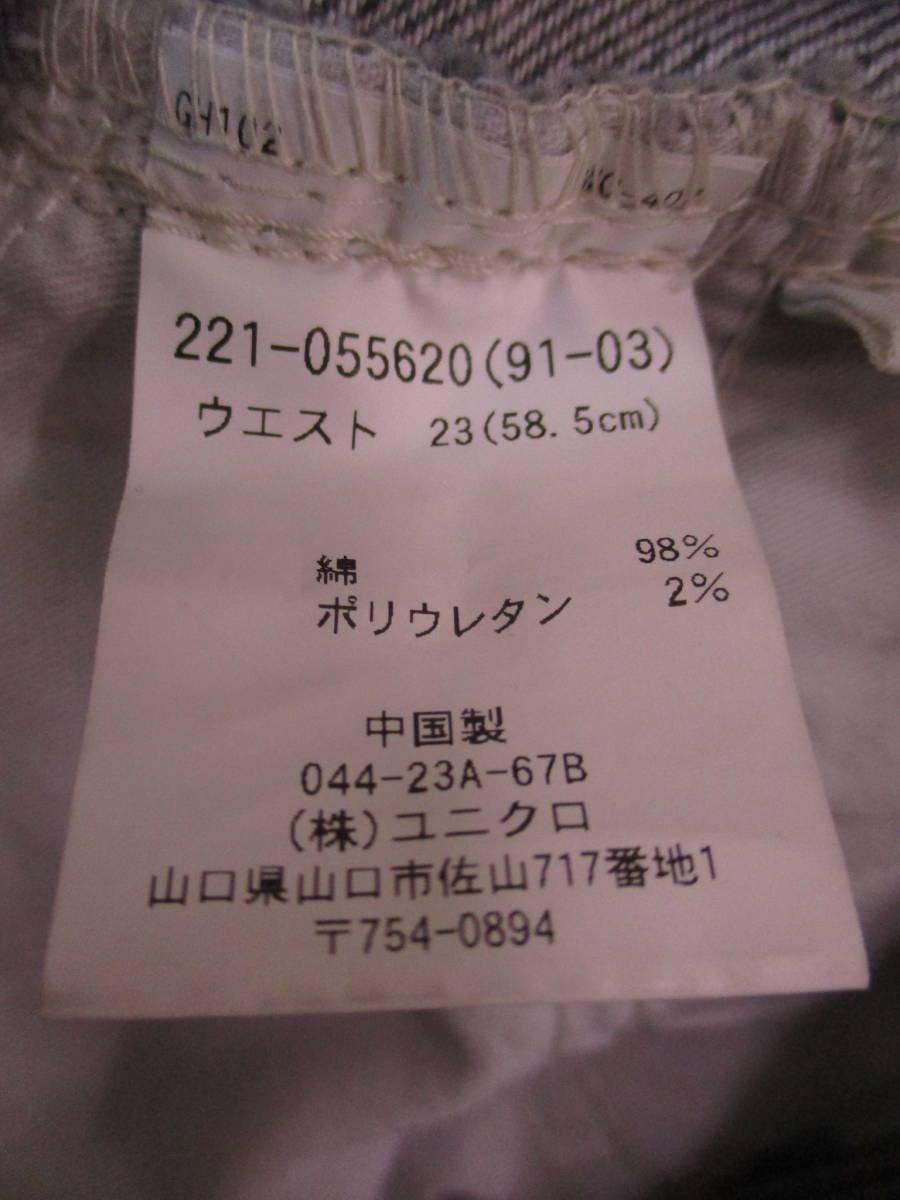 GH102
221-055620(91-03)
ウエスト 23(58.5cm)
綿 98%
ポリウレタン 2%
中国製
044-23A-67B
(株)ユニクロ
山口県山口市佐山717番地1
〒754-0894